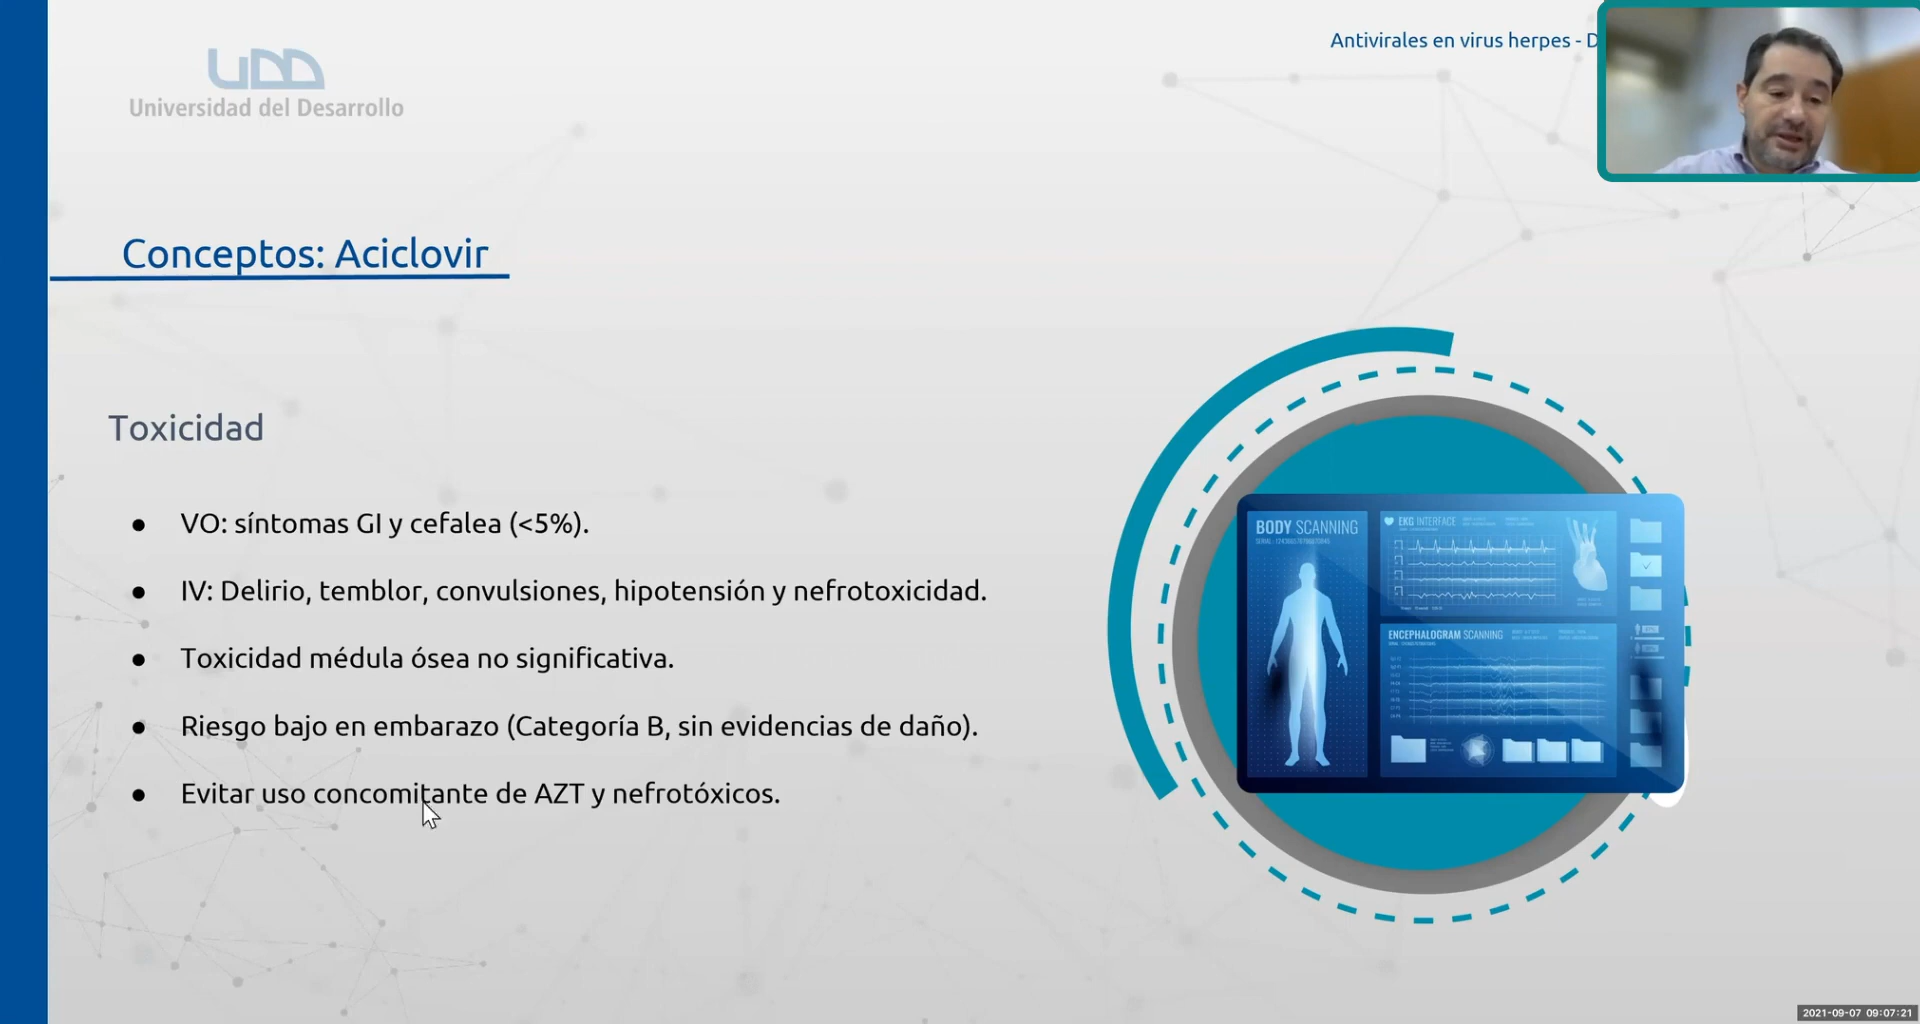 UDD
Universidad del Desarrollo
Antivirales en virus herpes - D
Conceptos: Aciclovir
Toxicidad
● VO: síntomas GI y cefalea (<5%).
● IV: Delirio, temblor, convulsiones, hipotensión y nefrotoxicidad.
● Toxicidad médula ósea no significativa.
● Riesgo bajo en embarazo (Categoría B, sin evidencias de daño).
● Evitar uso concomitante de AZT y nefrotóxicos.
BODY SCANNING
EKG INTERFACE
ENCEPHALOGRAM SCANNING
2021-09-07 09:07:21